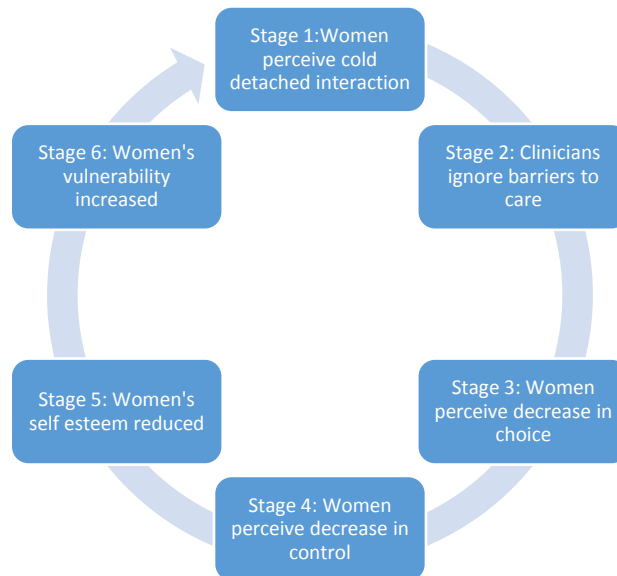 Stage 1:Women
perceive cold
detached interaction
Stage 2: Clinicians
ignore barriers to
care
Stage 3: Women
perceive decrease in
choice
Stage 4: Women
perceive decrease in
control
Stage 5: Women's
self esteem reduced
Stage 6: Women's
vulnerability
increased